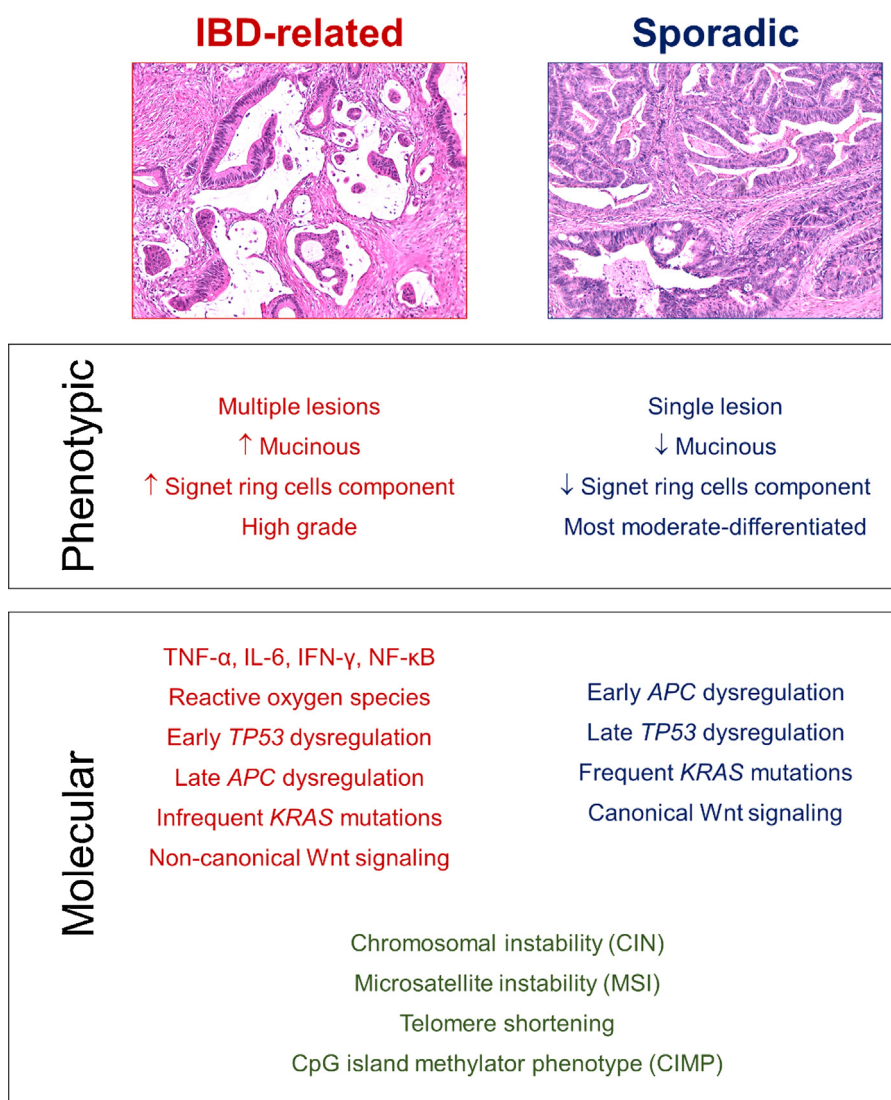 IBD-related
Sporadic
Phenotypic
Multiple lesions
↑ Mucinous
↑ Signet ring cells component
High grade
Single lesion
↓ Mucinous
↓ Signet ring cells component
Most moderate-differentiated
Molecular
TNF-α, IL-6, IFN-γ, NF-κB
Reactive oxygen species
Early TP53 dysregulation
Late APC dysregulation
Infrequent KRAS mutations
Non-canonical Wnt signaling
Early APC dysregulation
Late TP53 dysregulation
Frequent KRAS mutations
Canonical Wnt signaling
Chromosomal instability (CIN)
Microsatellite instability (MSI)
Telomere shortening
CpG island methylator phenotype (CIMP)